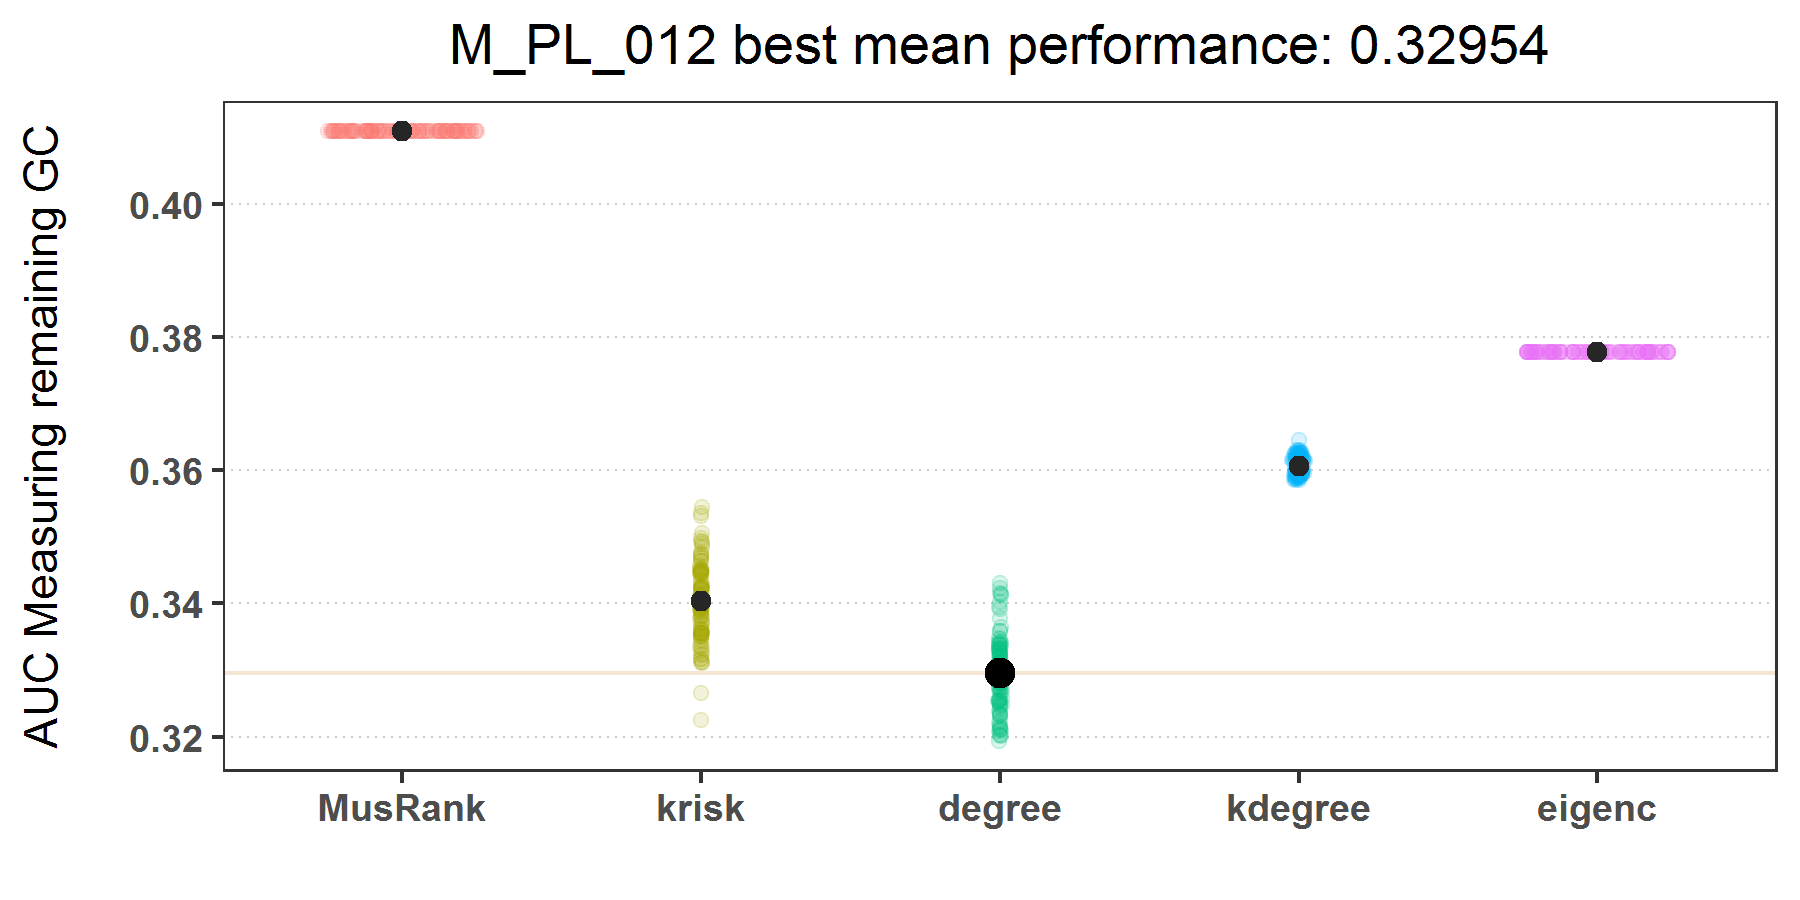 M_PL_012 best mean performance: 0.32954
AUC Measuring remaining GC
0.40
0.38
0.36
0.34
0.32
MusRank krisk degree kdegree eigenc